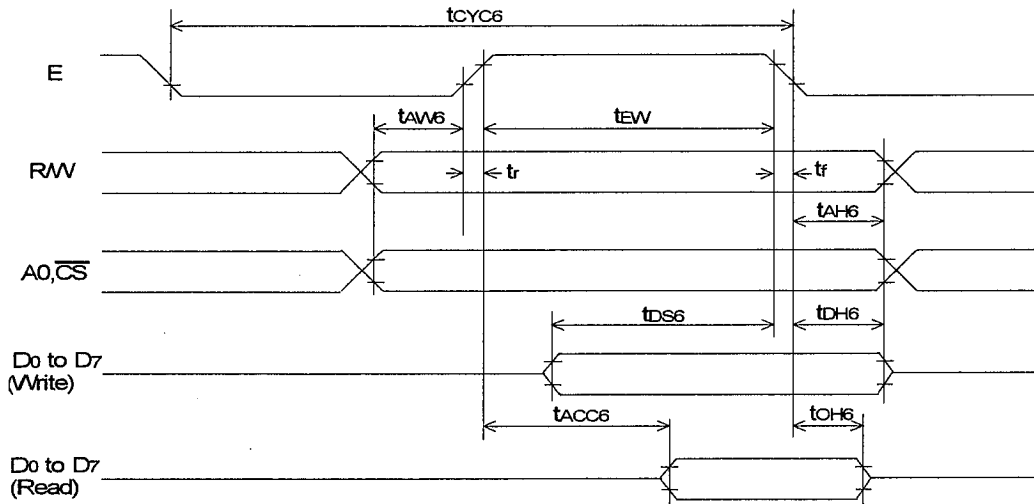 tCYC6
E
tAW6
tEW
R/W
tr
tf
tAH6
A0,CS
tDS6
tDH6
D0 to D7
(Write)
tACC6
tOH6
D0 to D7
(Read)